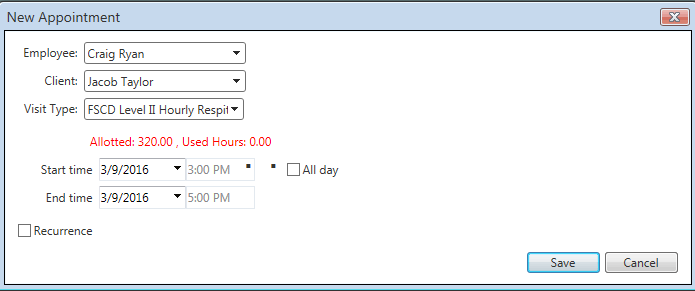 New Appointment
Employee: Craig Ryan
Client: Jacob Taylor
Visit Type: FSCD Level II Hourly Respit
Allotted: 320.00 , Used Hours: 0.00
Start time 3/9/2016 3:00 PM All day
End time 3/9/2016 5:00 PM
Recurrence
Save Cancel